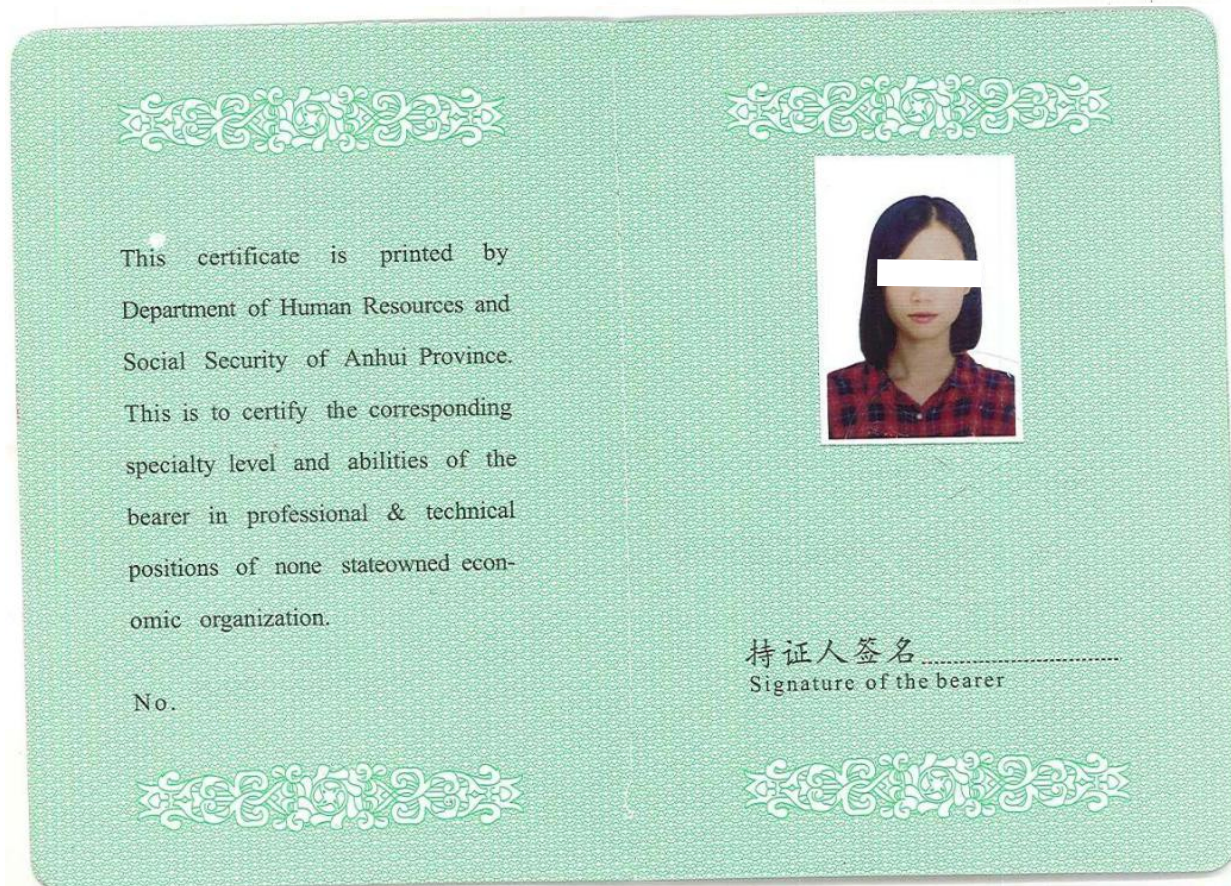 This certificate is printed by
Department of Human Resources and
Social Security of Anhui Province.
This is to certify the corresponding
specialty level and abilities of the
bearer in professional & technical
positions of none stateowned econ-
omic organization.
No.
持证人签名
Signature of the bearer